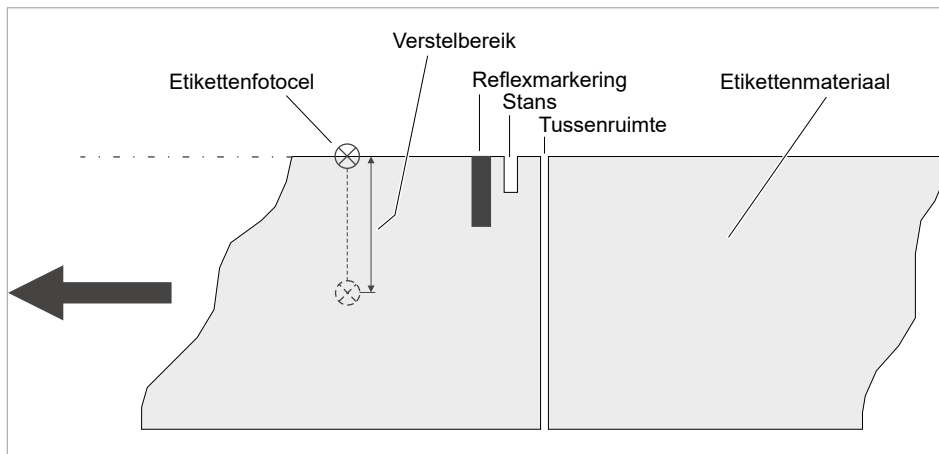 Verstelbereik
Etikettenfotocel
Reflexmarkering
Etikettenmateriaal
Stans
Tussenruimte